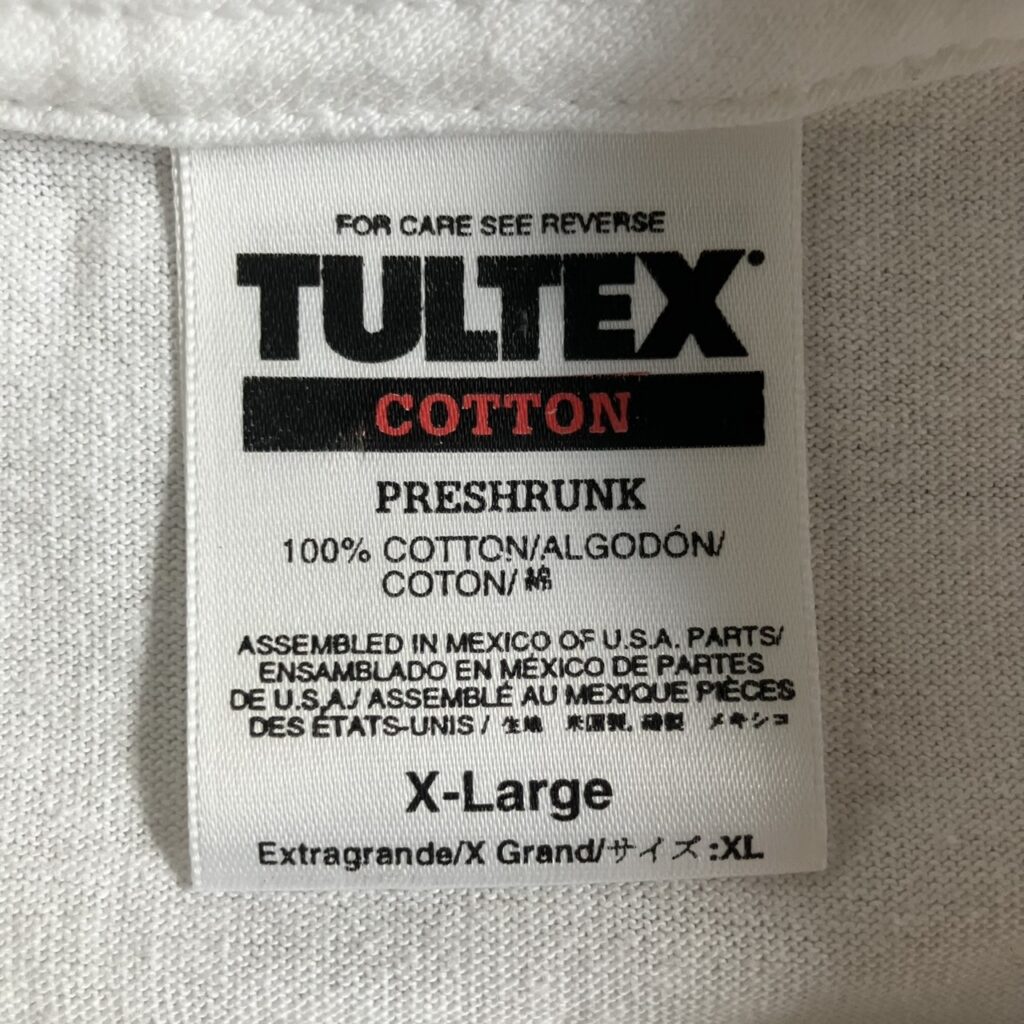 FOR CARE SEE REVERSE
TULTEX
COTTON
PRESHRUNK
100% COTTON/ALGODÓN/
COTON/綿
ASSEMBLED IN MEXICO OF U.S.A. PARTS/
ENSAMBLADO EN MÉXICO DE PARTES
DE U.S.A./ASSEMBLÉ AU MEXIQUE PIÈCES
DES ÉTATS-UNIS / 生地 米国製. 縫製 メキシコ
X-Large
Extragrande/X Grand/サイズ:XL